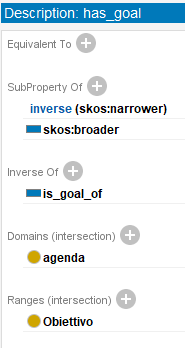 Description: has_goal
Equivalent To
SubProperty Of
inverse (skos:narrower)
skos:broader
Inverse Of
is_goal_of
Domains (intersection)
agenda
Ranges (intersection)
Obiettivo